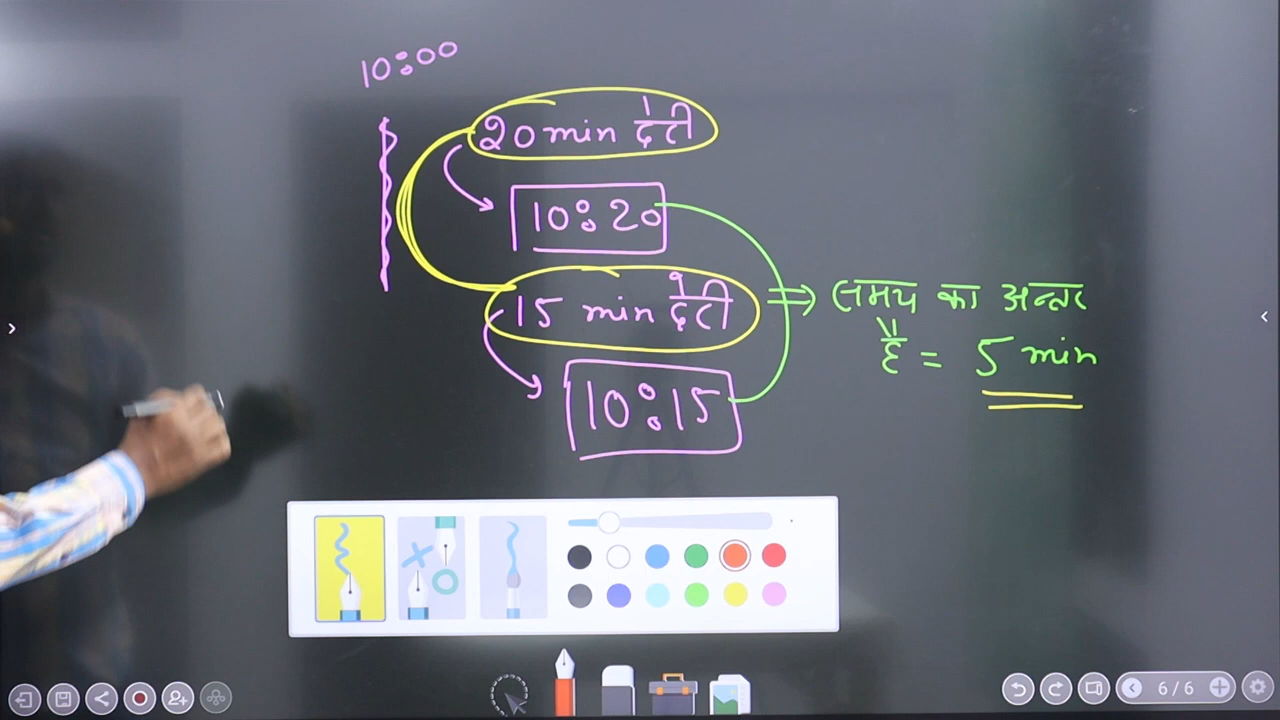 10:00
20 min देरी
10:20
15 min देरी
10:15
⇒ समय का अन्तर
है = 5 min
6/6